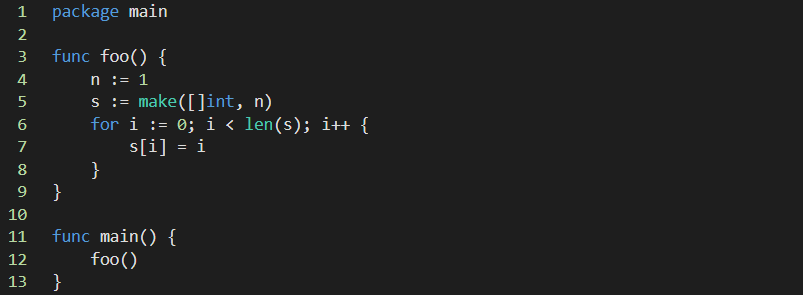 1 package main
2
3 func foo() {
4     n := 1
5     s := make([]int, n)
6     for i := 0; i < len(s); i++ {
7         s[i] = i
8     }
9 }
10
11 func main() {
12     foo()
13 }